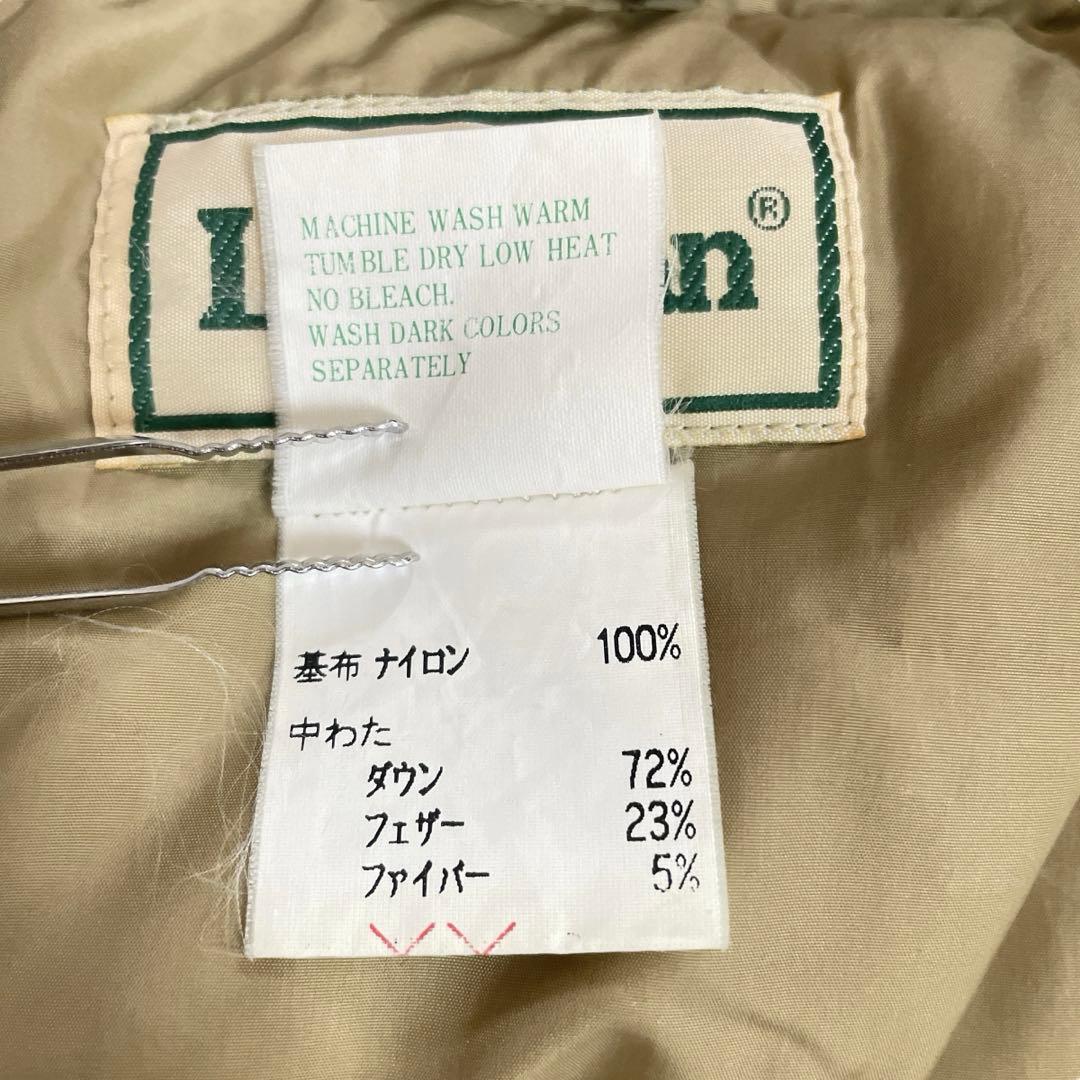 ®
MACHINE WASH WARM
TUMBLE DRY LOW HEAT
NO BLEACH.
WASH DARK COLORS
SEPARATELY
基布 ナイロン 100%
中わた
ダウン 72%
フェザー 23%
ファイバー 5%